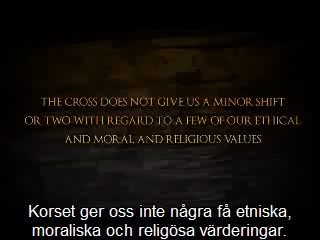 THE CROSS DOES NOT GIVE US A MINOR SHIFT
OR TWO WITH REGARD TO A FEW OF OUR ETHICAL
AND MORAL AND RELIGIOUS VALUES
Korset ger oss inte några få etniska,
moraliska och religösa värderingar.